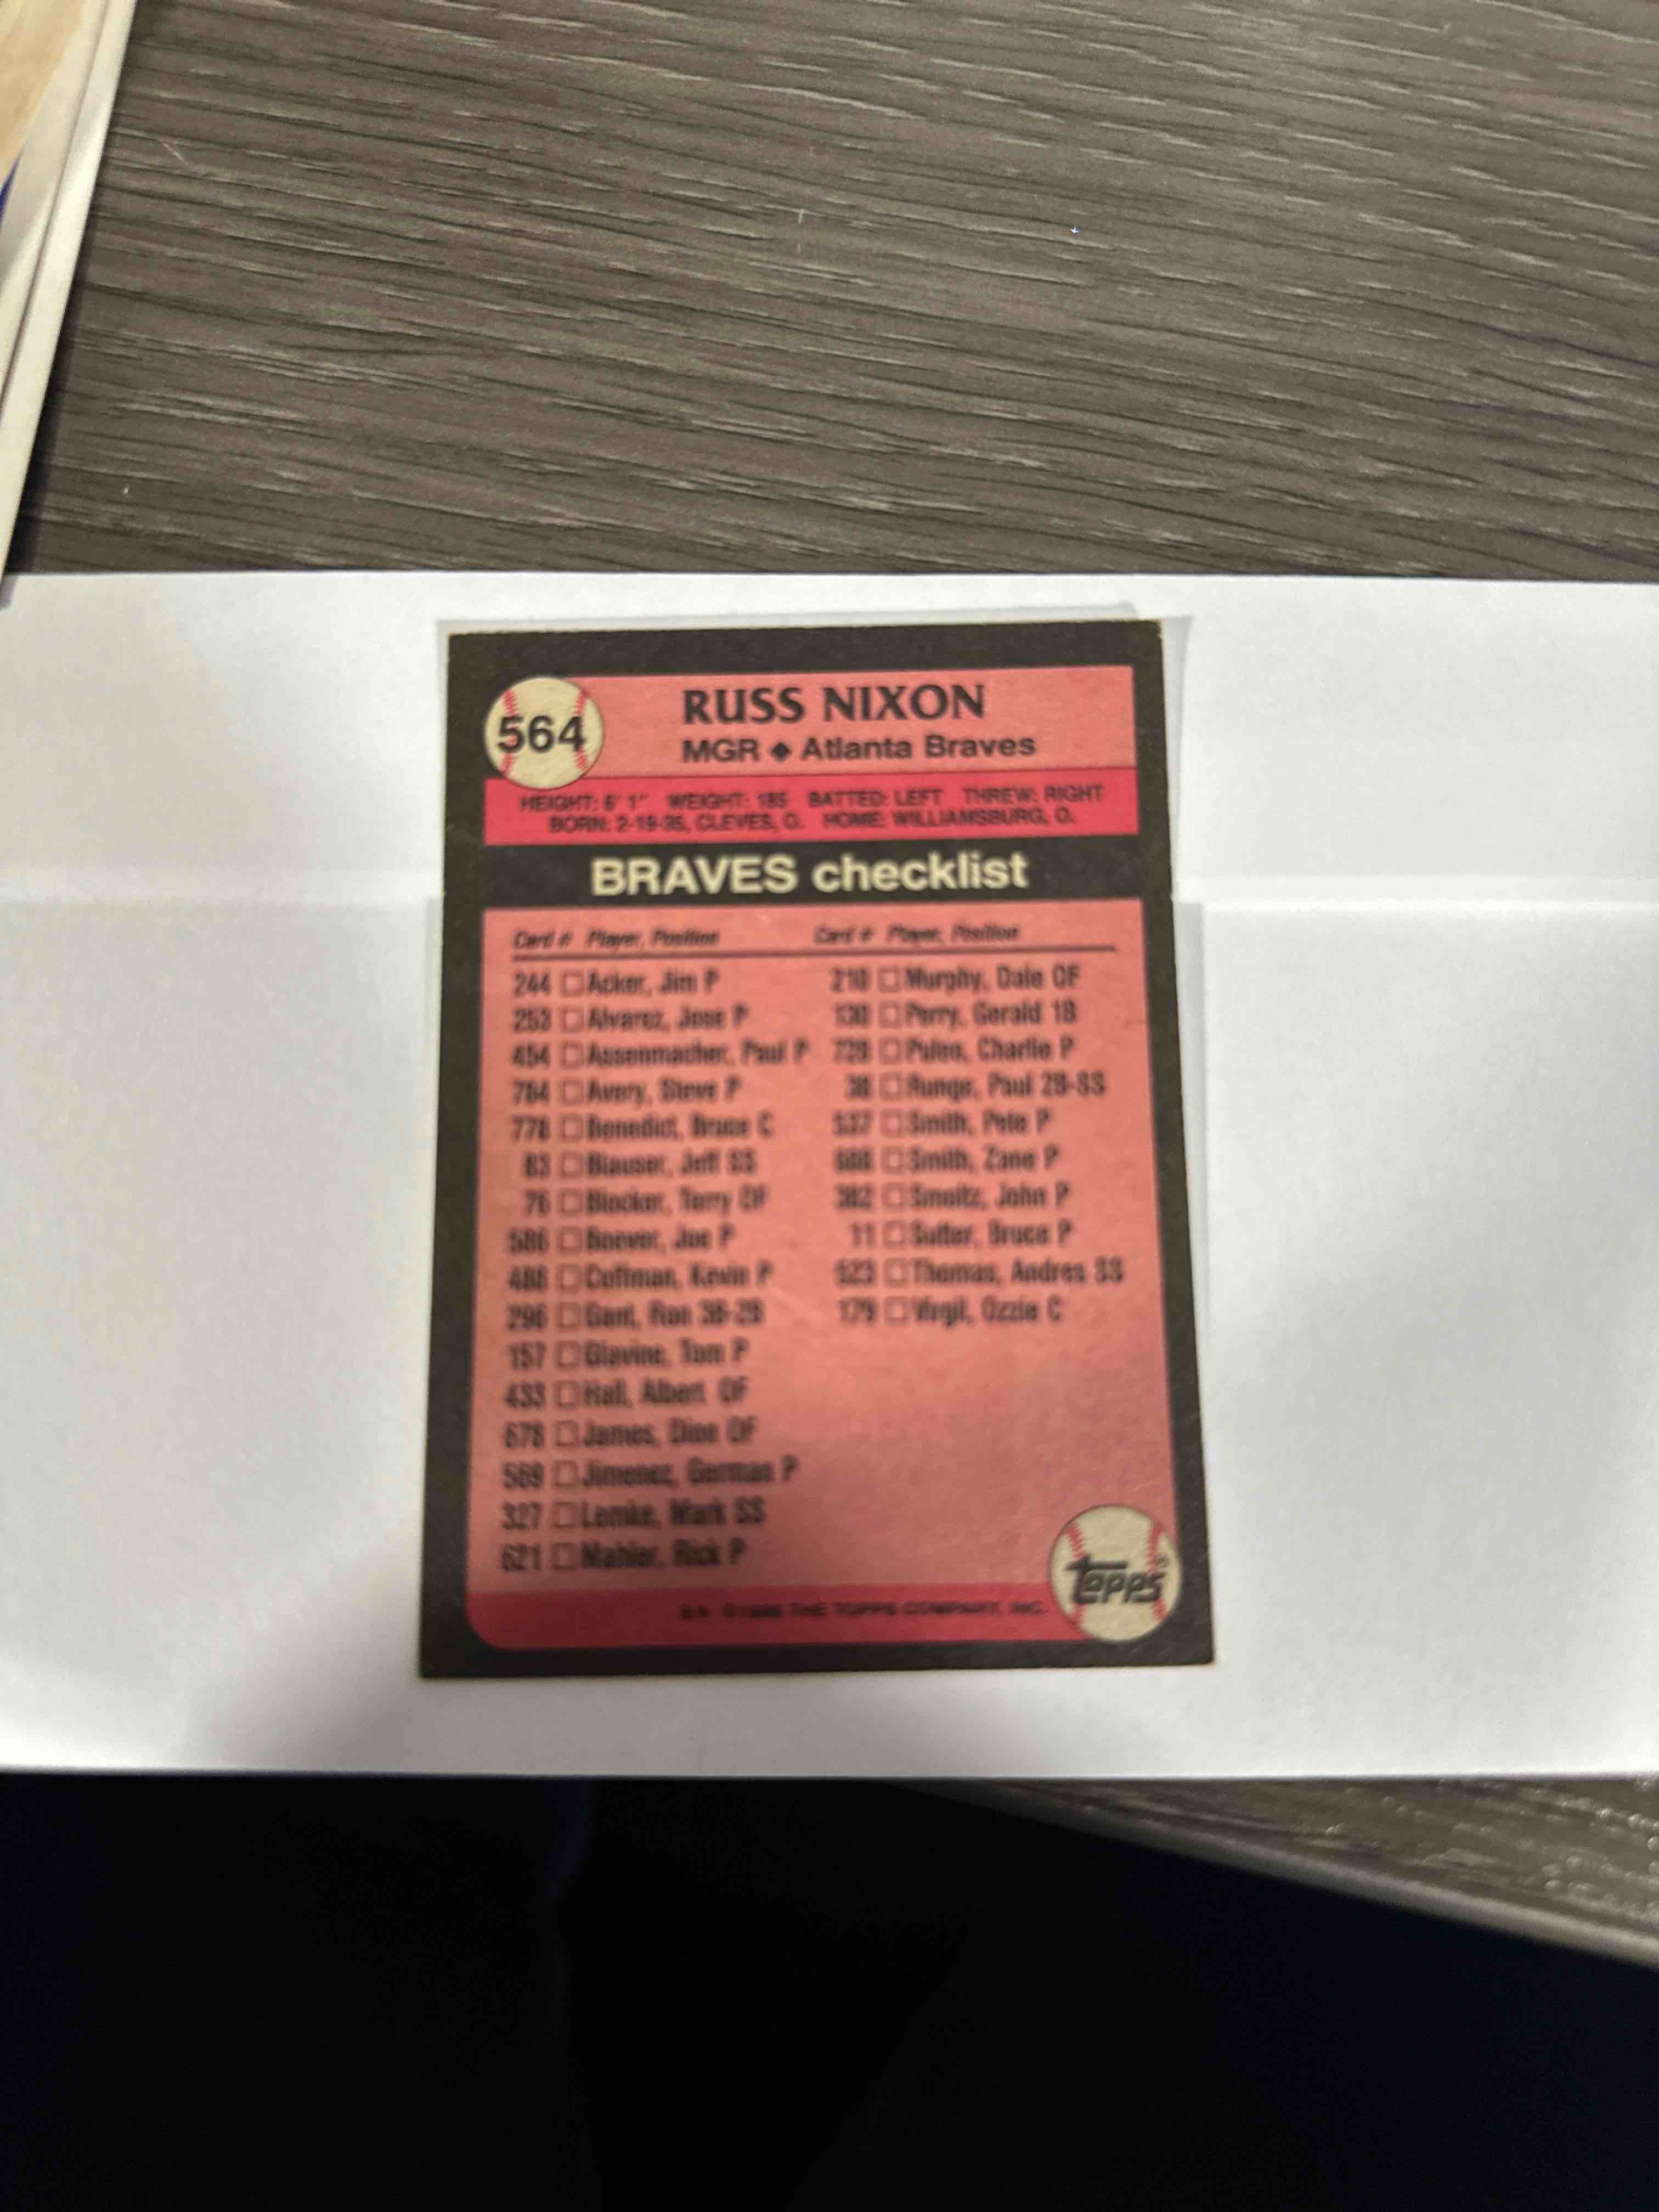 564
RUSS NIXON
MGR ◆ Atlanta Braves
HEIGHT: 6' 1" WEIGHT: 185 BATTED: LEFT THREW: RIGHT
BORN: 2-19-35, CLEVES, O. HOME: WILLIAMSBURG, O.
BRAVES checklist
Card # Player, Position
244 □ Acker, Jim P
253 □ Alvarez, Jose P
454 □ Assenmacher, Paul P
784 □ Avery, Steve P
778 □ Benedict, Bruce C
83 □ Blauser, Jeff SS
76 □ Blocker, Terry OF
586 □ Boever, Joe P
488 □ Coffman, Kevin P
296 □ Gant, Ron 3B-2B
157 □ Glavine, Tom P
433 □ Hall, Albert OF
678 □ James, Dion OF
569 □ Jimenez, German P
327 □ Lemke, Mark SS
621 □ Mahler, Rick P
Card # Player, Position
210 □ Murphy, Dale OF
130 □ Perry, Gerald 1B
728 □ Puleo, Charlie P
38 □ Runge, Paul 2B-SS
537 □ Smith, Pete P
688 □ Smith, Zane P
382 □ Smoltz, John P
11 □ Sutter, Bruce P
523 □ Thomas, Andres SS
179 □ Virgil, Ozzie C
THE TOPPS COMPANY, INC.
topps®